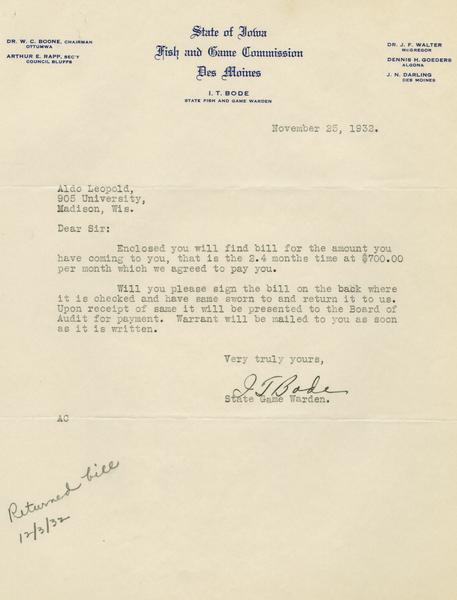 State of Iowa
Fish and Game Commission
Des Moines
DR. W. C. BOONE, CHAIRMAN
OTTUMWA
ARTHUR E. RAPP, SEC'Y
COUNCIL BLUFFS
DR. J. F. WALTER
McGREGOR
DENNIS H. GOEDERS
ALGONA
J. N. DARLING
DES MOINES
I. T. BODE
STATE FISH AND GAME WARDEN
November 25, 1932.
Aldo Leopold,
905 University,
Madison, Wis.
Dear Sir:
Enclosed you will find bill for the amount you
have coming to you, that is the 2.4 months time at $700.00
per month which we agreed to pay you.
Will you please sign the bill on the back where
it is checked and have same sworn to and return it to us.
Upon receipt of same it will be presented to the Board of
Audit for payment. Warrant will be mailed to you as soon
as it is written.
Very truly yours,
I T Bode
State Game Warden.
AC
Returned bill
12/3/32